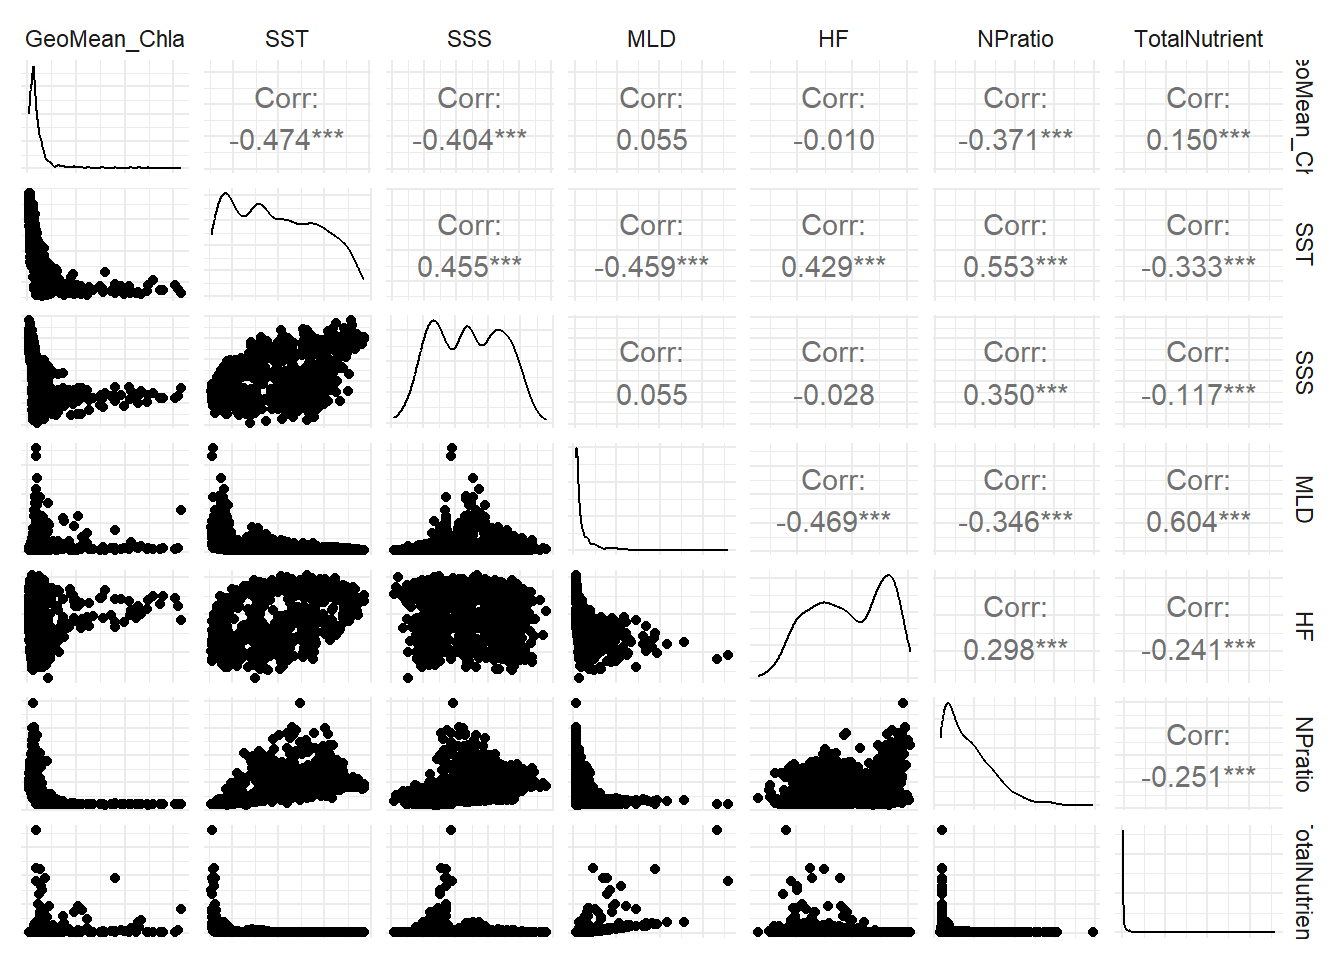 GeoMean_Chla SST SSS MLD HF NPratio TotalNutrient
Corr: Corr: Corr: Corr: Corr: Corr:
-0.474*** -0.404*** 0.055 -0.010 -0.371*** 0.150***
eoMean_Ch
Corr: Corr: Corr: Corr: Corr:
0.455*** -0.459*** 0.429*** 0.553*** -0.333***
SST
Corr: Corr: Corr: Corr:
0.055 -0.028 0.350*** -0.117***
SSS
Corr: Corr: Corr:
-0.469*** -0.346*** 0.604***
MLD
Corr: Corr:
0.298*** -0.241***
HF
Corr:
-0.251***
NPratio
TotalNutrien